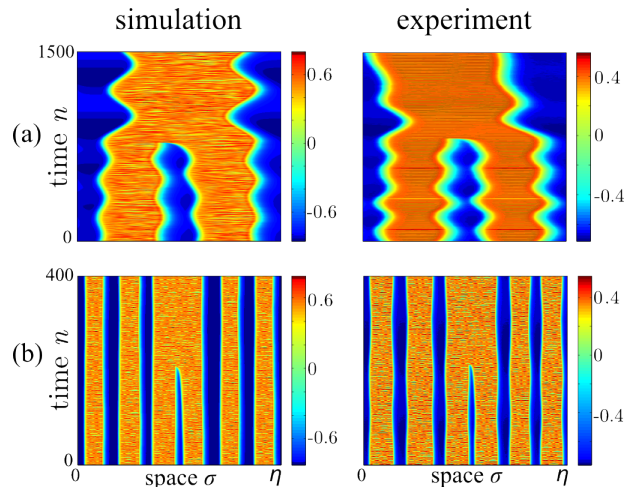 simulation experiment
1500 0.6 0.4
(a) time n 0 0
-0.6 -0.4
0
400 0.6 0.4
(b) time n 0 0
-0.6 -0.4
0
0 space σ η 0 space σ η